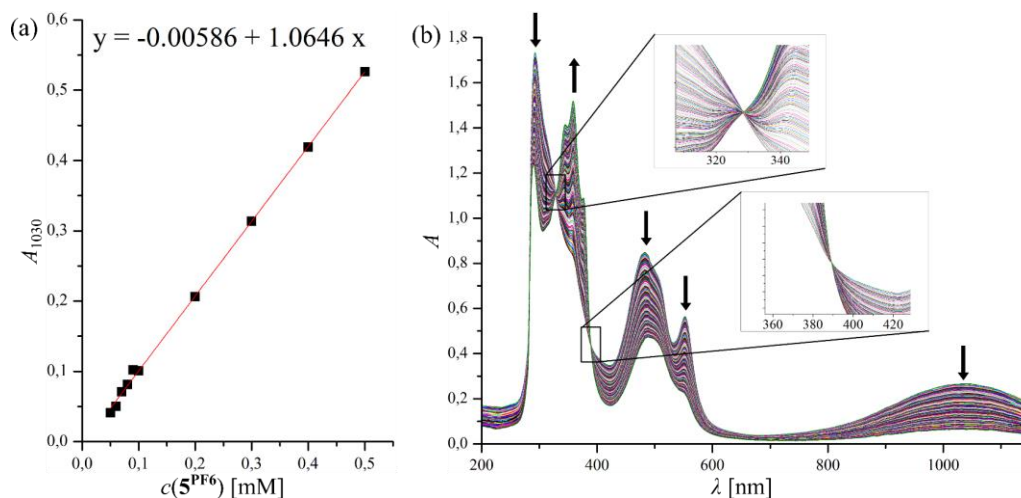 (a)
y = -0.00586 + 1.0646 x
0,6
0,5
0,4
0,3
0,2
0,1
0,0
A1030
0,0 0,1 0,2 0,3 0,4 0,5
c(5PF6) [mM]
(b)
1,8
1,6
1,4
1,2
1,0
0,8
0,6
0,4
0,2
0,0
A
320 340
360 380 400 420
200 400 600 800 1000
λ [nm]